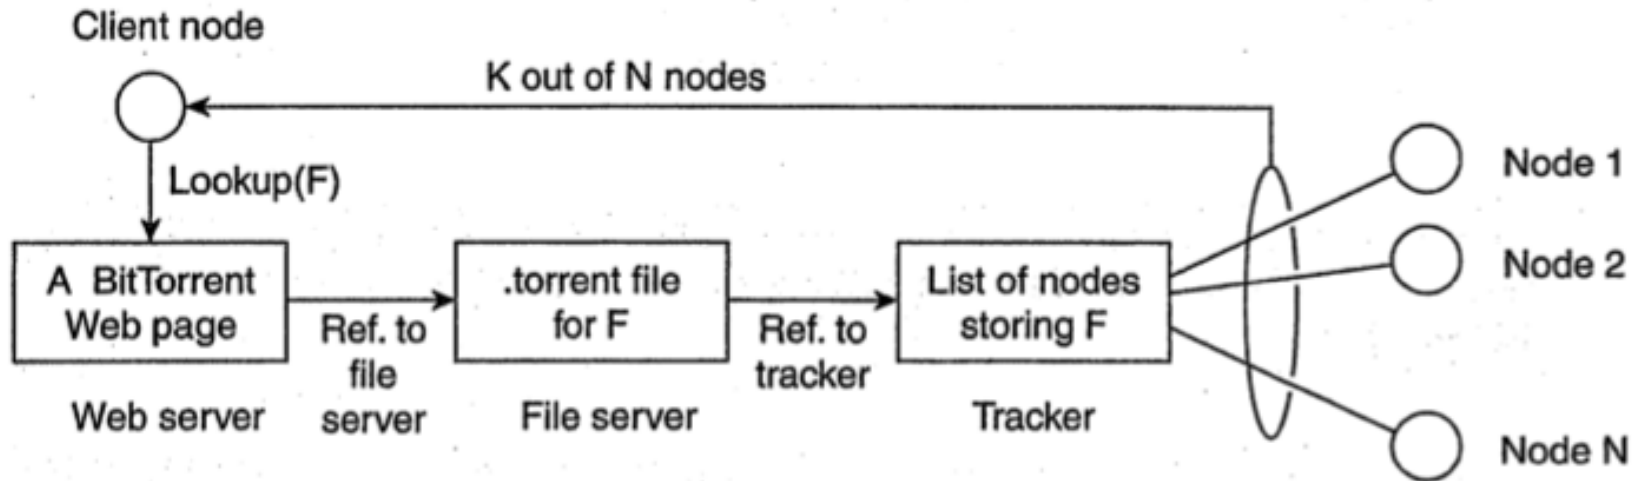 Client node
K out of N nodes
Lookup(F)
Node 1
Node 2
A BitTorrent
Web page
Ref. to
file
server
.torrent file
for F
Ref. to
tracker
List of nodes
storing F
Web server
File server
Tracker
Node N